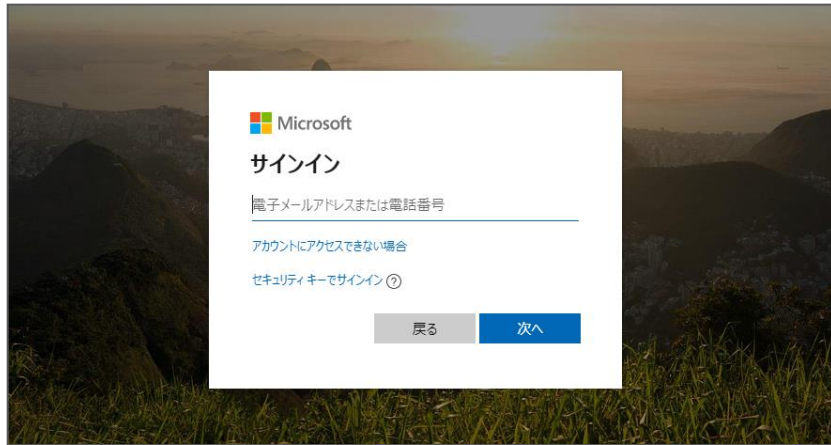 Microsoft
サインイン
電子メールアドレスまたは電話番号
アカウントにアクセスできない場合
セキュリティ キーでサインイン ?
戻る
次へ